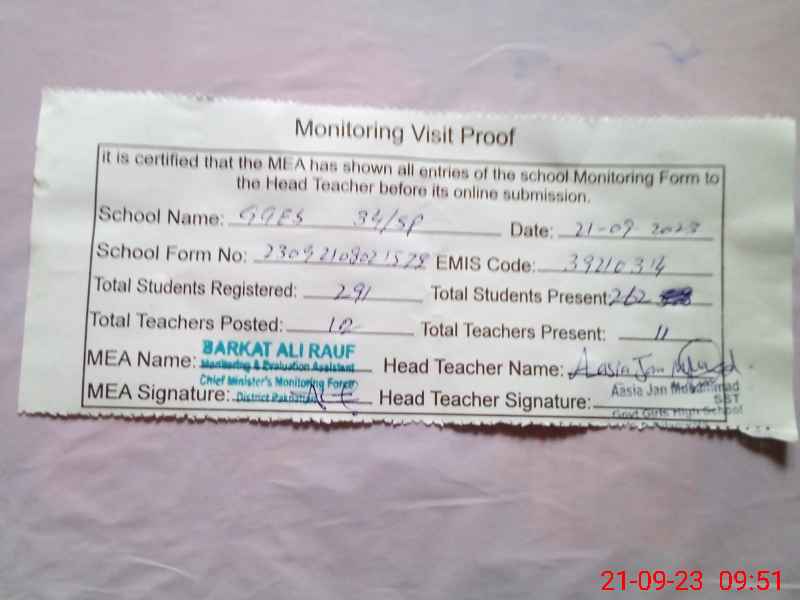 Monitoring Visit Proof
it is certified that the MEA has shown all entries of the school Monitoring Form to
the Head Teacher before its online submission.
School Name: GGES 34/SP Date: 21-09-2023
School Form No: EMIS Code: 39210314
Total Students Registered: 291 Total Students Present: 262
Total Teachers Posted: 12 Total Teachers Present: 11
MEA Name: BARKAT ALI RAUF Head Teacher Name: Aasia Jan
Monitoring & Evaluation Assistant
Chief Minister's Monitoring Force
MEA Signature: District Pakpattan Head Teacher Signature: Aasia Jan Muhammad
SST
Govt Girls High School
21-09-23 09:51